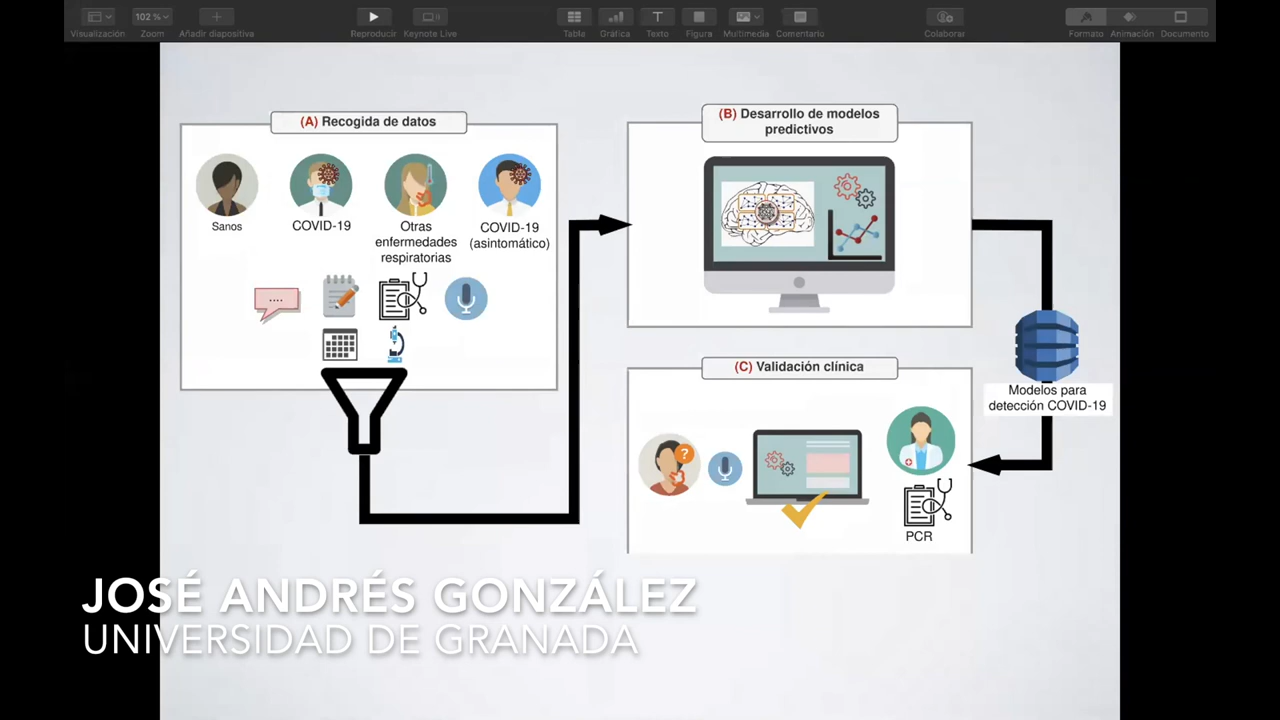 102 %
Visualización
Zoom
Añadir diapositiva
Reproducir
Keynote Live
Table
Gráfica
Texto
Figura
Multimedia
Comentario
Colaborar
Formato
Animación
Documento
(A) Recogida de datos
Sanos
COVID-19
Otras
enfermedades
respiratorias
COVID-19
(asintomático)
....
(B) Desarrollo de modelos
predictivos
Modelos para
detección COVID-19
(C) Validación clínica
?
PCR
JOSÉ ANDRÉS GONZÁLEZ
UNIVERSIDAD DE GRANADA